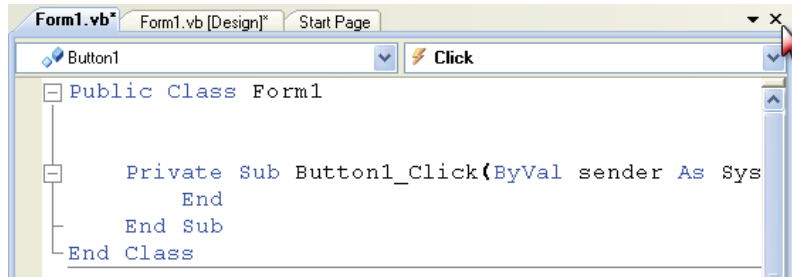 Form1.vb* Form1.vb [Design]* Start Page
Button1 Click
Public Class Form1
Private Sub Button1_Click(ByVal sender As Sys
End
End Sub
End Class